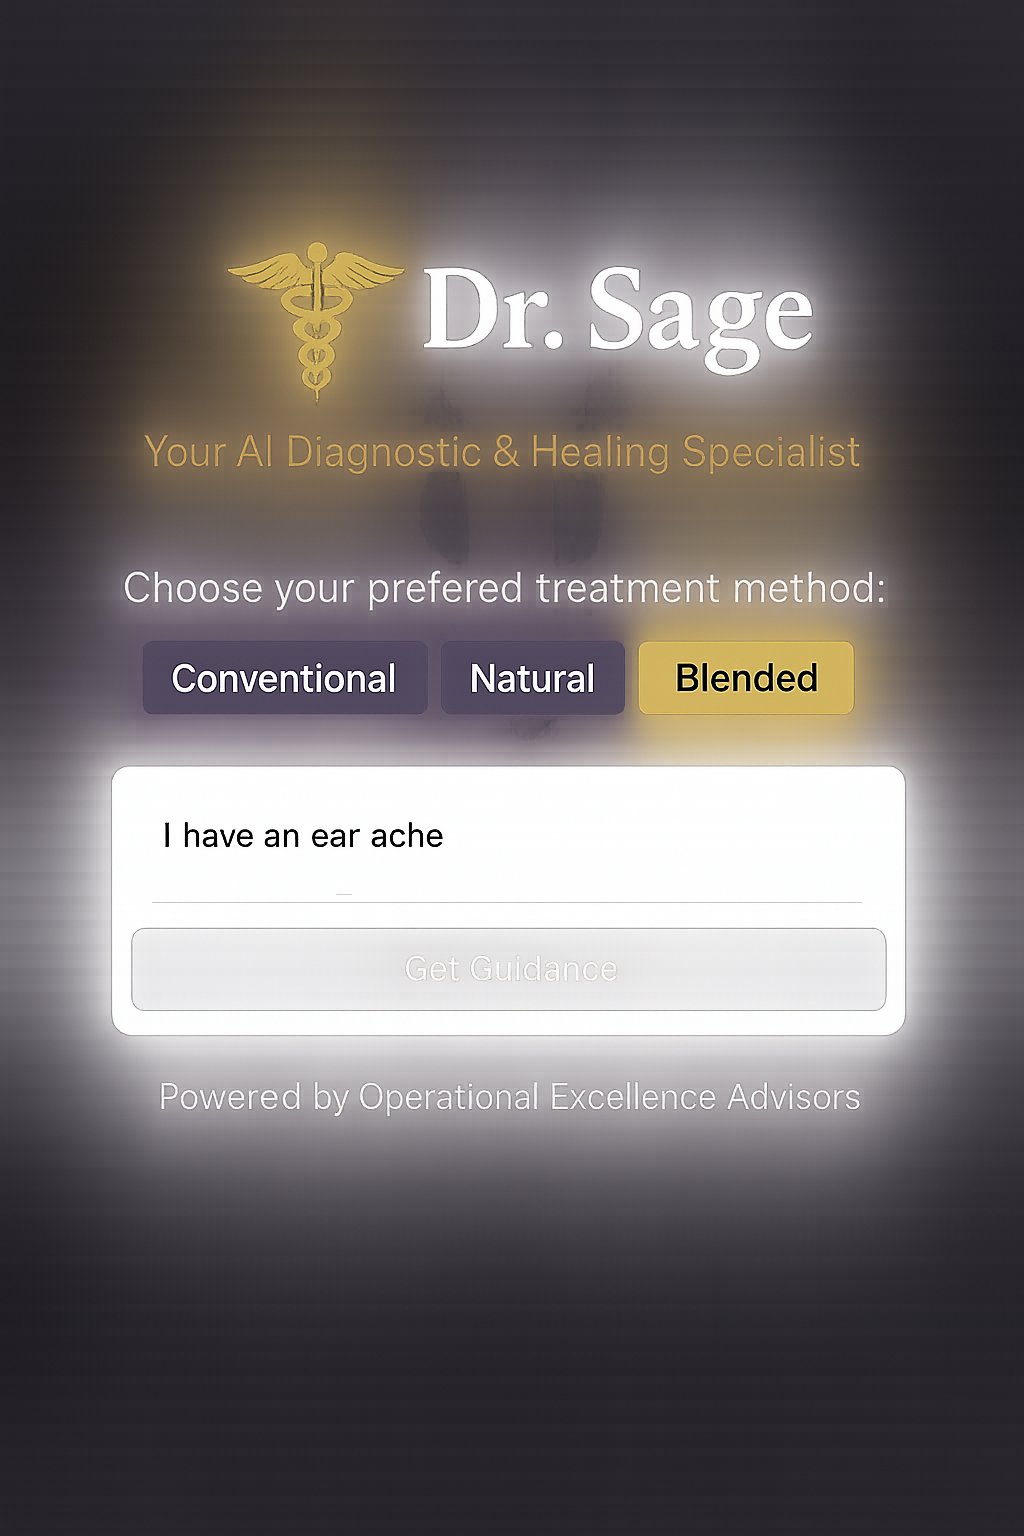 Dr. Sage
Your AI Diagnostic & Healing Specialist
Choose your prefered treatment method:
Conventional Natural Blended
I have an ear ache
Get Guidance
Powered by Operational Excellence Advisors